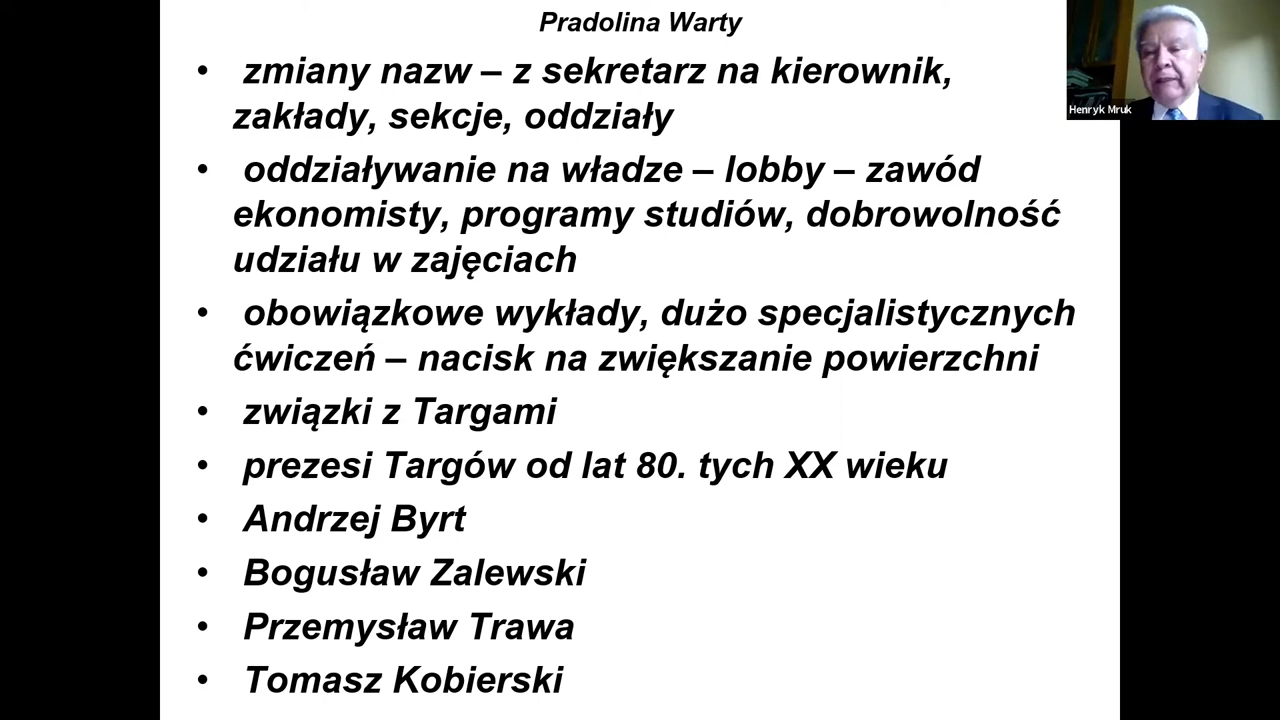 Pradolina Warty
• zmiany nazw – z sekretarz na kierownik,
zakłady, sekcje, oddziały
• oddziaływanie na władze – lobby – zawód
ekonomisty, programy studiów, dobrowolność
udziału w zajęciach
• obowiązkowe wykłady, dużo specjalistycznych
ćwiczeń – nacisk na zwiększanie powierzchni
• związki z Targami
• prezesi Targów od lat 80. tych XX wieku
• Andrzej Byrt
• Bogusław Zalewski
• Przemysław Trawa
• Tomasz Kobierski
Henryk Mruk